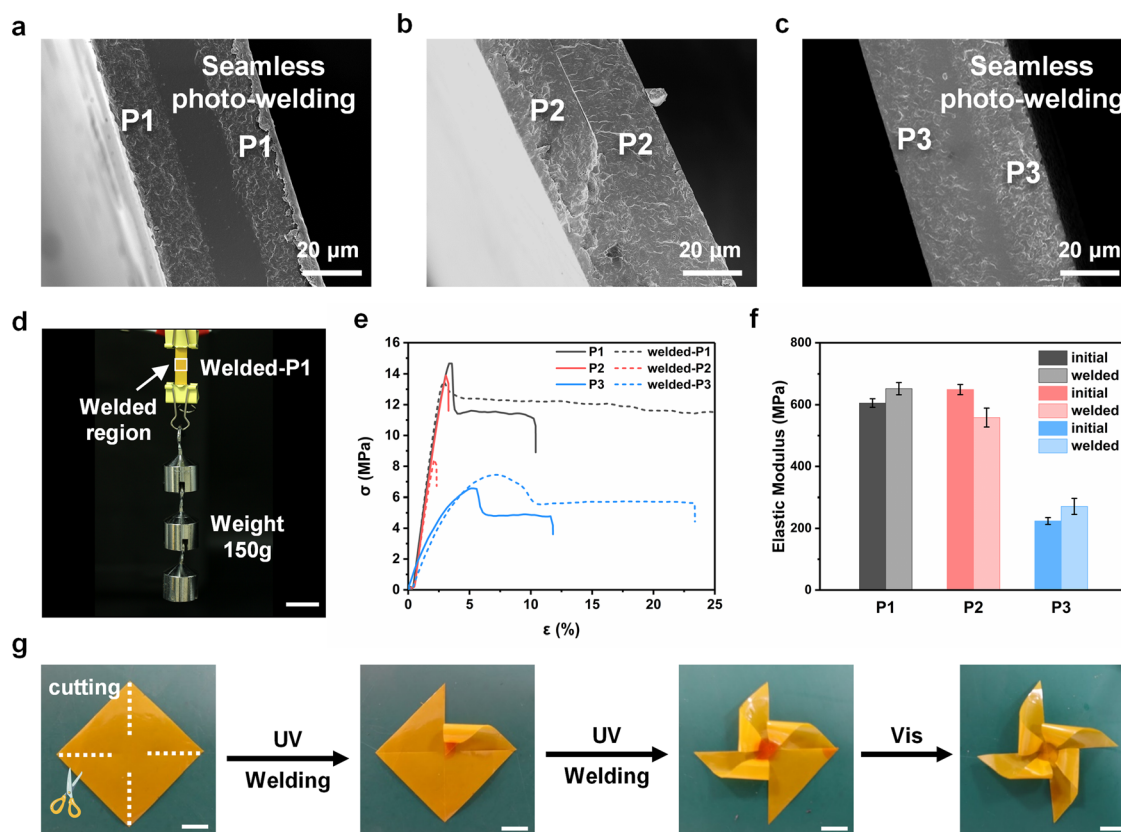 a
Seamless
photo-welding
P1
P1
20 μm
b
P2
P2
20 μm
c
Seamless
photo-welding
P3
P3
20 μm
d
Welded-P1
Welded
region
Weight
150g
e
16
14
12
10
8
6
4
2
0
σ (MPa)
P1
P2
P3
welded-P1
welded-P2
welded-P3
0
5
10
15
20
25
ε (%)
f
800
600
400
200
0
Elastic Modulus (MPa)
initial
welded
initial
welded
initial
welded
P1
P2
P3
g
cutting
UV
Welding
UV
Welding
Vis